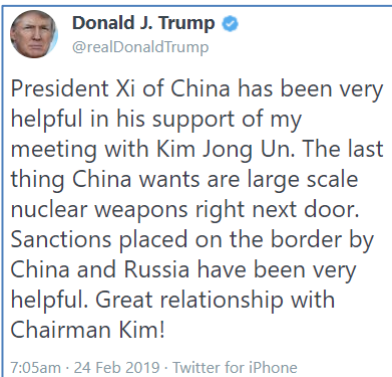 Donald J. Trump
@realDonaldTrump
President Xi of China has been very
helpful in his support of my
meeting with Kim Jong Un. The last
thing China wants are large scale
nuclear weapons right next door.
Sanctions placed on the border by
China and Russia have been very
helpful. Great relationship with
Chairman Kim!
7:05am · 24 Feb 2019 · Twitter for iPhone